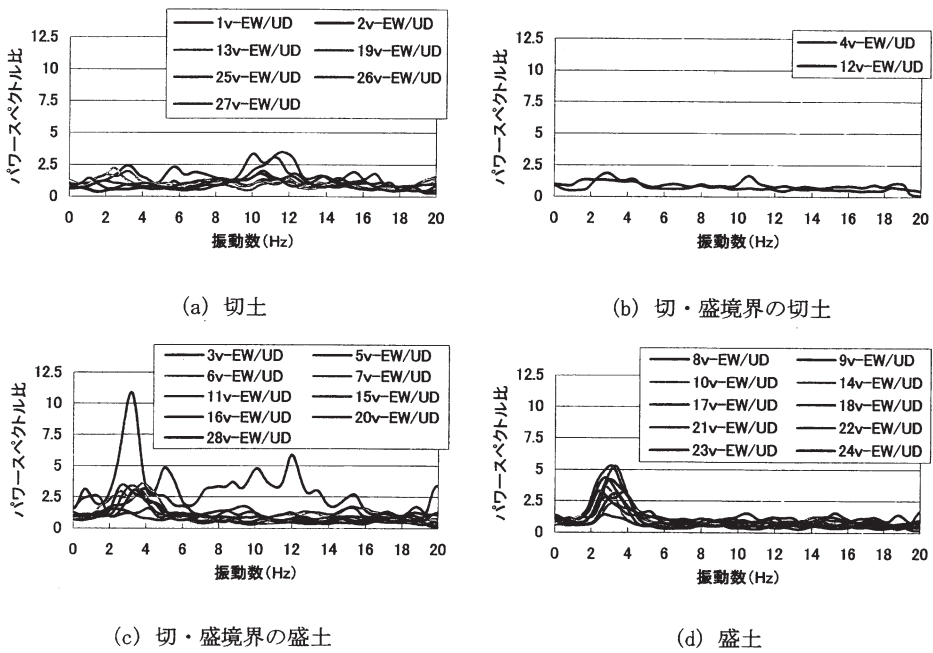 パワースペクトル比
12.5
10
7.5
5
2.5
0
1v-EW/UD 2v-EW/UD
13v-EW/UD 19v-EW/UD
25v-EW/UD 26v-EW/UD
27v-EW/UD
0 2 4 6 8 10 12 14 16 18 20
振動数(Hz)
(a) 切土
パワースペクトル比
12.5
10
7.5
5
2.5
0
4v-EW/UD
12v-EW/UD
0 2 4 6 8 10 12 14 16 18 20
振動数(Hz)
(b) 切・盛境界の切土
パワースペクトル比
12.5
10
7.5
5
2.5
0
3v-EW/UD 5v-EW/UD
6v-EW/UD 7v-EW/UD
11v-EW/UD 15v-EW/UD
16v-EW/UD 20v-EW/UD
28v-EW/UD
0 2 4 6 8 10 12 14 16 18 20
振動数(Hz)
(c) 切・盛境界の盛土
パワースペクトル比
12.5
10
7.5
5
2.5
0
8v-EW/UD 9v-EW/UD
10v-EW/UD 14v-EW/UD
17v-EW/UD 18v-EW/UD
21v-EW/UD 22v-EW/UD
23v-EW/UD 24v-EW/UD
0 2 4 6 8 10 12 14 16 18 20
振動数(Hz)
(d) 盛土